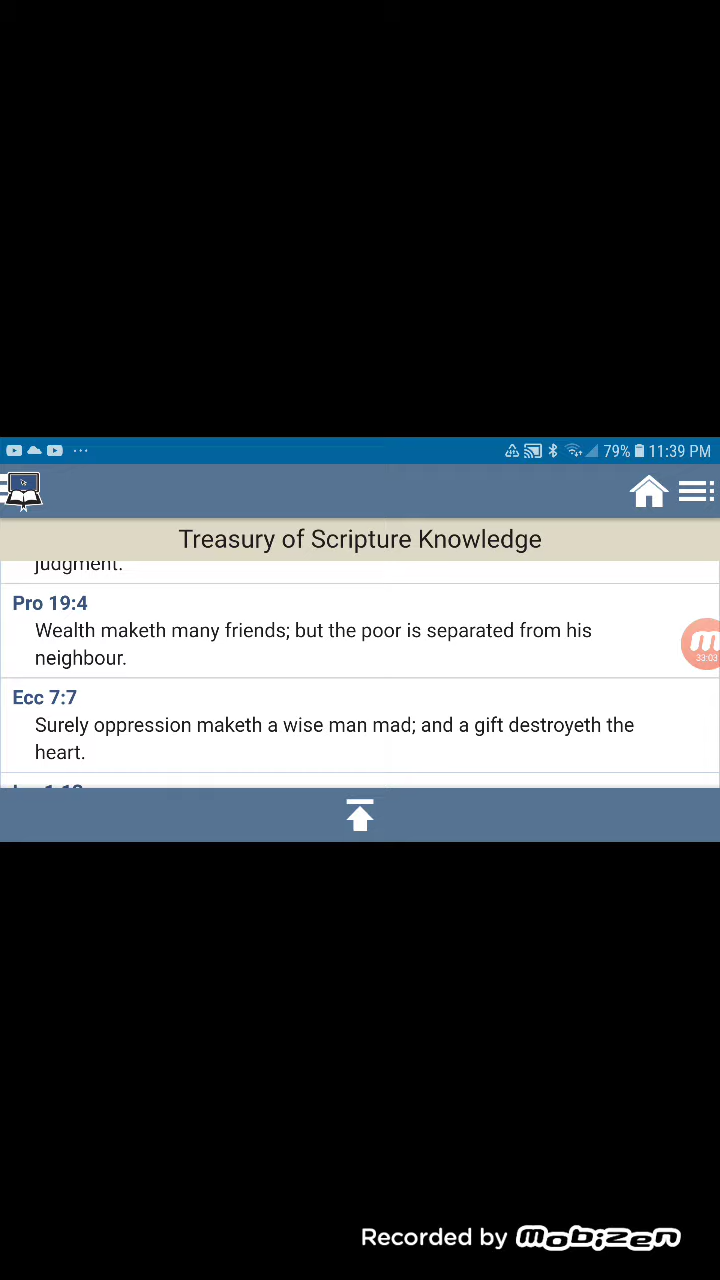 79% 11:39 PM
Treasury of Scripture Knowledge
judgment.
Pro 19:4
Wealth maketh many friends; but the poor is separated from his
neighbour.
33:03
Ecc 7:7
Surely oppression maketh a wise man mad; and a gift destroyeth the
heart.
Recorded by mobizen